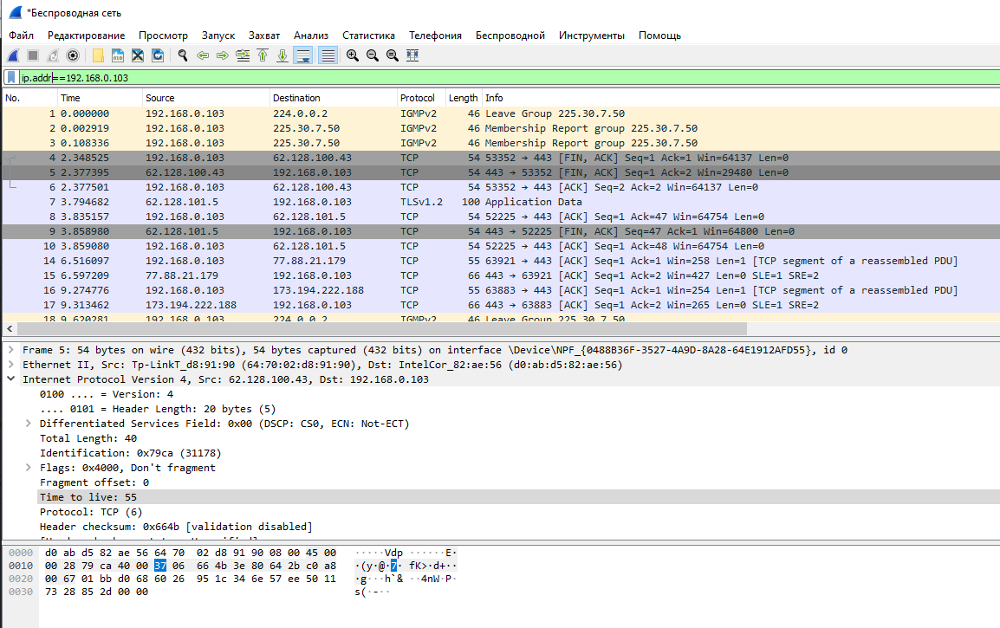 *Беспроводная сеть
Файл Редактирование Просмотр Запуск Захват Анализ Статистика Телефония Беспроводной Инструменты Помощь
ip.addr==192.168.0.103
No. Time Source Destination Protocol Length Info
1 0.000000 192.168.0.103 224.0.0.2 IGMPv2 46 Leave Group 225.30.7.50
2 0.002919 192.168.0.103 225.30.7.50 IGMPv2 46 Membership Report group 225.30.7.50
3 0.108336 192.168.0.103 225.30.7.50 IGMPv2 46 Membership Report group 225.30.7.50
4 2.348525 192.168.0.103 62.128.100.43 TCP 54 53352 → 443 [FIN, ACK] Seq=1 Ack=1 Win=64137 Len=0
5 2.377395 62.128.100.43 192.168.0.103 TCP 54 443 → 53352 [FIN, ACK] Seq=1 Ack=2 Win=29480 Len=0
6 2.377501 192.168.0.103 62.128.100.43 TCP 54 53352 → 443 [ACK] Seq=2 Ack=2 Win=64137 Len=0
7 3.794682 62.128.101.5 192.168.0.103 TLSv1.2 100 Application Data
8 3.835157 192.168.0.103 62.128.101.5 TCP 54 52225 → 443 [ACK] Seq=1 Ack=47 Win=64754 Len=0
9 3.858980 62.128.101.5 192.168.0.103 TCP 54 443 → 52225 [FIN, ACK] Seq=47 Ack=1 Win=64800 Len=0
10 3.859080 192.168.0.103 62.128.101.5 TCP 54 52225 → 443 [ACK] Seq=1 Ack=48 Win=64754 Len=0
14 6.516097 192.168.0.103 77.88.21.179 TCP 55 63921 → 443 [ACK] Seq=1 Ack=1 Win=258 Len=1 [TCP segment of a reassembled PDU]
15 6.597209 77.88.21.179 192.168.0.103 TCP 66 443 → 63921 [ACK] Seq=1 Ack=2 Win=427 Len=0 SLE=1 SRE=2
16 9.274776 192.168.0.103 173.194.222.188 TCP 55 63883 → 443 [ACK] Seq=1 Ack=1 Win=254 Len=1 [TCP segment of a reassembled PDU]
17 9.313462 173.194.222.188 192.168.0.103 TCP 66 443 → 63883 [ACK] Seq=1 Ack=2 Win=265 Len=0 SLE=1 SRE=2
18 9.620281 192.168.0.103 224.0.0.2 IGMPv2 46 Leave Group 225.30.7.50
Frame 5: 54 bytes on wire (432 bits), 54 bytes captured (432 bits) on interface \Device\NPF_{0488B36F-3527-4A9D-8A28-64E1912AFD55}, id 0
Ethernet II, Src: Tp-LinkT_d8:91:90 (64:70:02:d8:91:90), Dst: IntelCor_82:ae:56 (d0:ab:d5:82:ae:56)
Internet Protocol Version 4, Src: 62.128.100.43, Dst: 192.168.0.103
0100 .... = Version: 4
.... 0101 = Header Length: 20 bytes (5)
Differentiated Services Field: 0x00 (DSCP: CS0, ECN: Not-ECT)
Total Length: 40
Identification: 0x79ca (31178)
Flags: 0x4000, Don't fragment
Fragment offset: 0
Time to live: 55
Protocol: TCP (6)
Header checksum: 0x664b [validation disabled]
0000 d0 ab d5 82 ae 56 64 70 02 d8 91 90 08 00 45 00 ·····Vdp ······E·
0010 00 28 79 ca 40 00 37 06 66 4b 3e 80 64 2b c0 a8 ·(y·@·7· fK>·d+··
0020 00 67 01 bb d0 68 60 26 95 1c 34 6e 57 ee 50 11 ·g···h`& ··4nW·P·
0030 73 28 85 2d 00 00 s(·-··